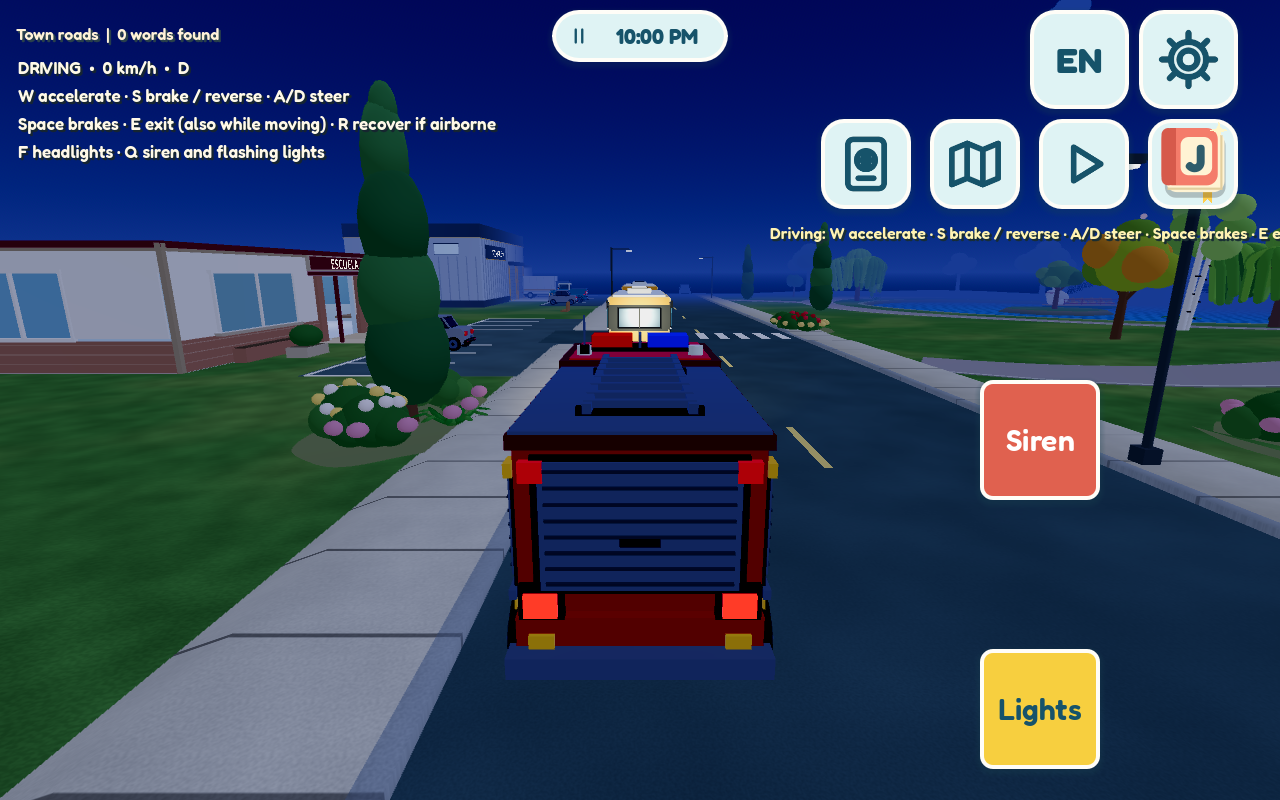 Town roads | 0 words found
DRIVING • 0 km/h • D
W accelerate · S brake / reverse · A/D steer
Space brakes · E exit (also while moving) · R recover if airborne
F headlights · Q siren and flashing lights
10:00 PM
EN
J
Driving: W accelerate · S brake / reverse · A/D steer · Space brakes · E e
ESCUELA
Siren
Lights